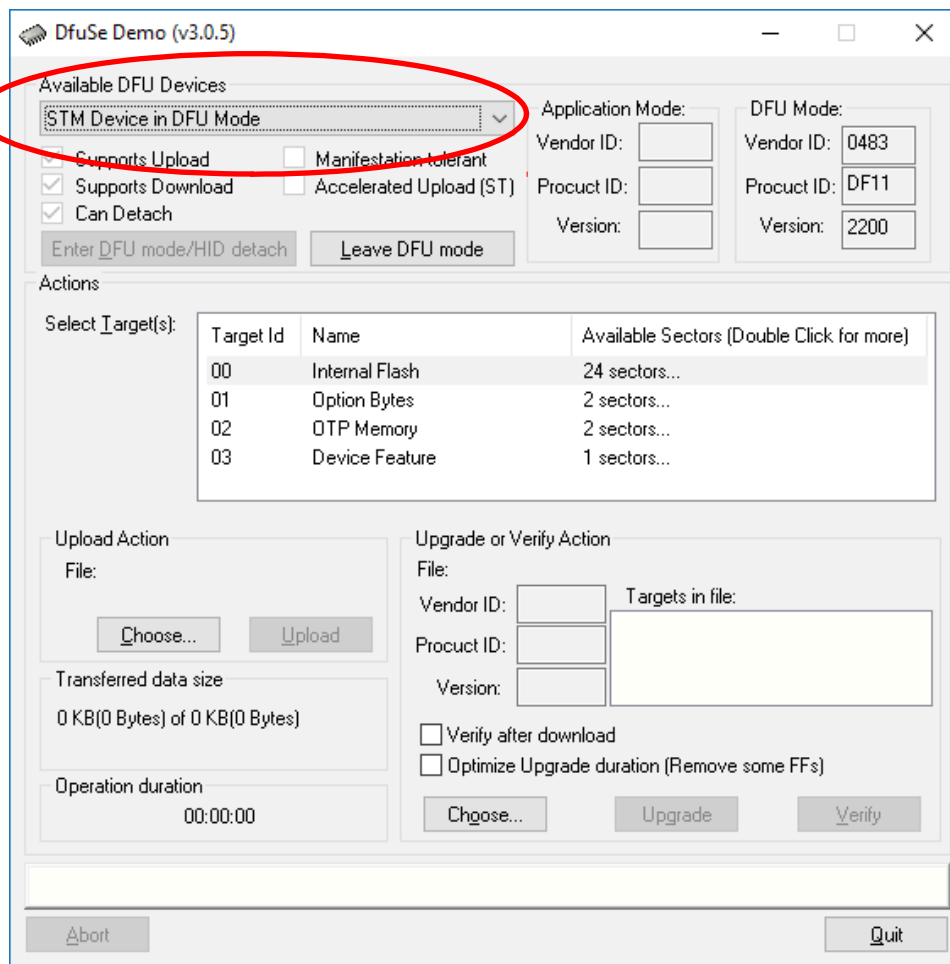 DfuSe Demo (v3.0.5)
Available DFU Devices
STM Device in DFU Mode
Supports Upload
Manifestation tolerant
Supports Download
Accelerated Upload (ST)
Can Detach
Enter DFU mode/HID detach
Leave DFU mode
Application Mode:
Vendor ID:
Procuct ID:
Version:
DFU Mode:
Vendor ID: 0483
Procuct ID: DF11
Version: 2200
Actions
Select Target(s):
Target Id Name Available Sectors (Double Click for more)
00 Internal Flash 24 sectors...
01 Option Bytes 2 sectors...
02 OTP Memory 2 sectors...
03 Device Feature 1 sectors...
Upload Action
File:
Choose...
Upload
Transferred data size
0 KB(0 Bytes) of 0 KB(0 Bytes)
Operation duration
00:00:00
Upgrade or Verify Action
File:
Vendor ID:
Procuct ID:
Version:
Targets in file:
Verify after download
Optimize Upgrade duration (Remove some FFs)
Choose...
Upgrade
Verify
Abort
Quit